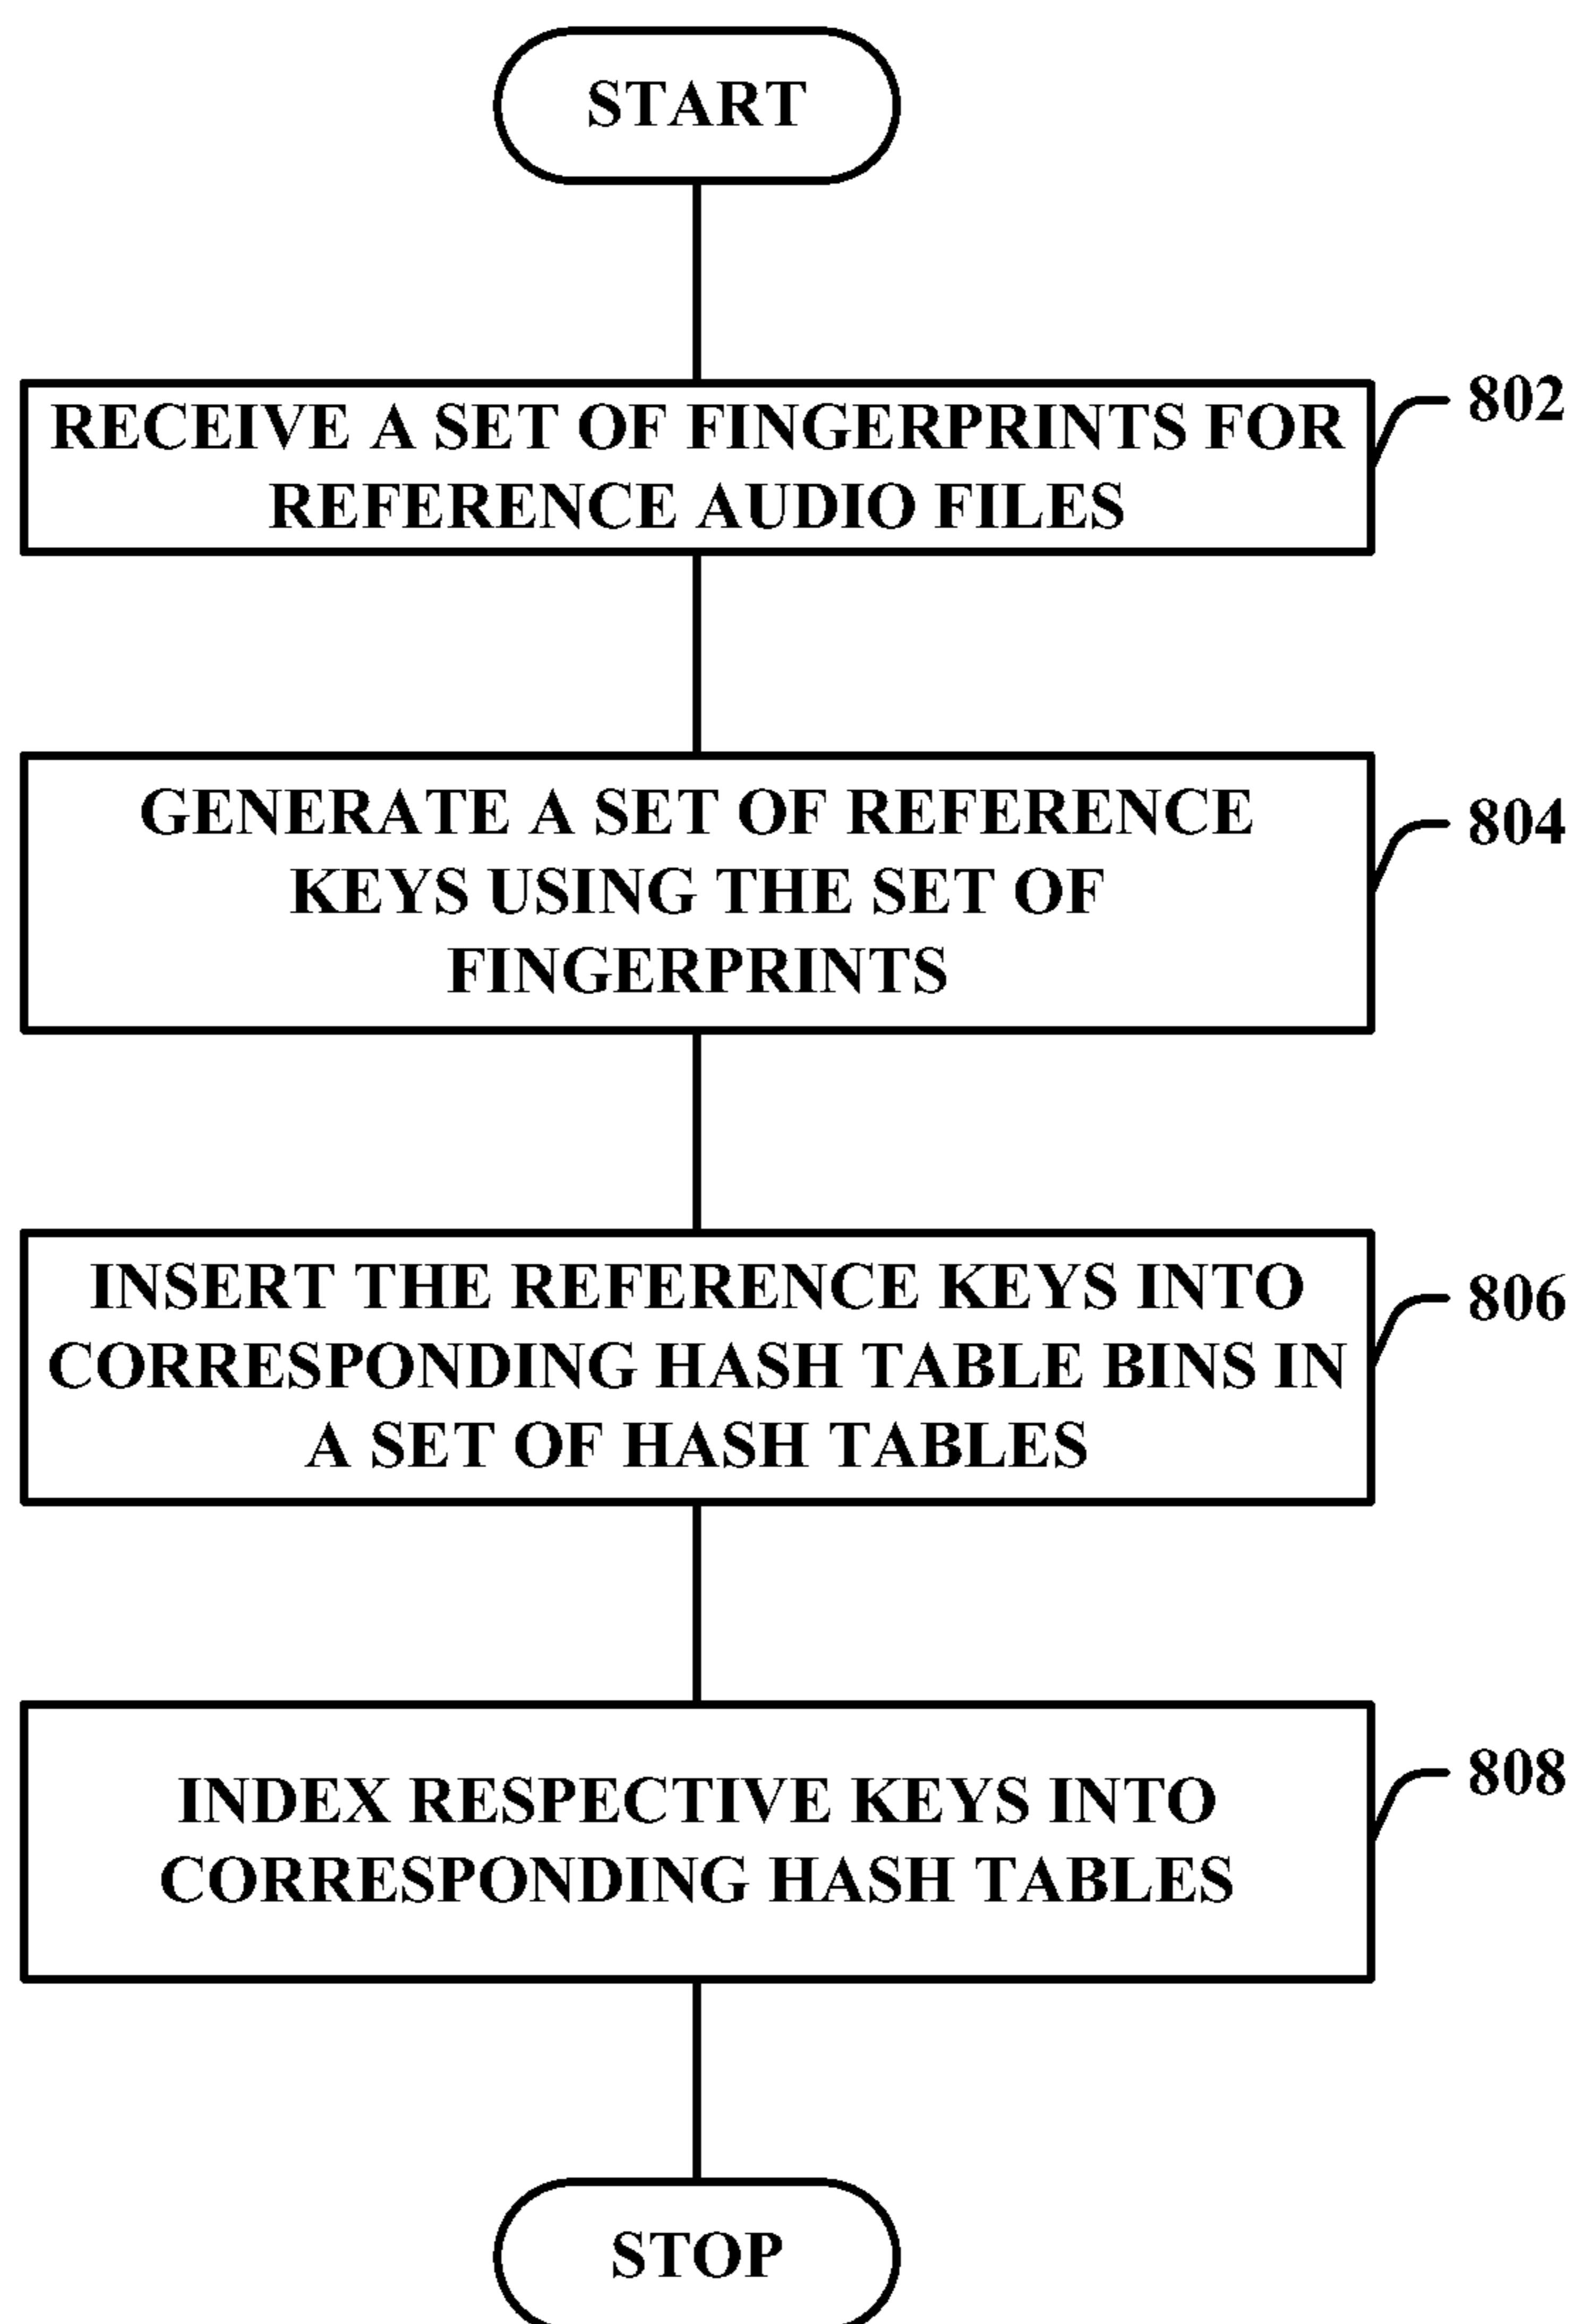 START
RECEIVE A SET OF FINGERPRINTS FOR
REFERENCE AUDIO FILES
802
GENERATE A SET OF REFERENCE
KEYS USING THE SET OF
FINGERPRINTS
804
INSERT THE REFERENCE KEYS INTO
CORRESPONDING HASH TABLE BINS IN
A SET OF HASH TABLES
806
INDEX RESPECTIVE KEYS INTO
CORRESPONDING HASH TABLES
808
STOP